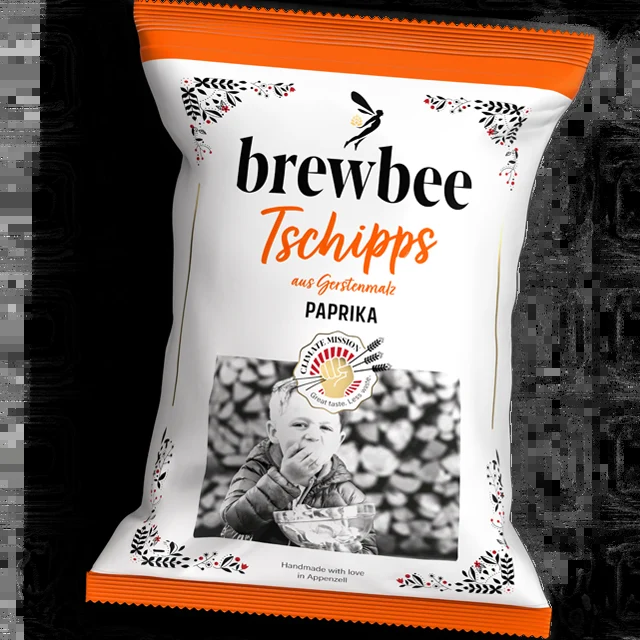 brewbee
Tschipps
aus Gerstenmalz
PAPRIKA
CLIMATE MISSION
Great taste. Less waste.
Handmade with love
in Appenzell